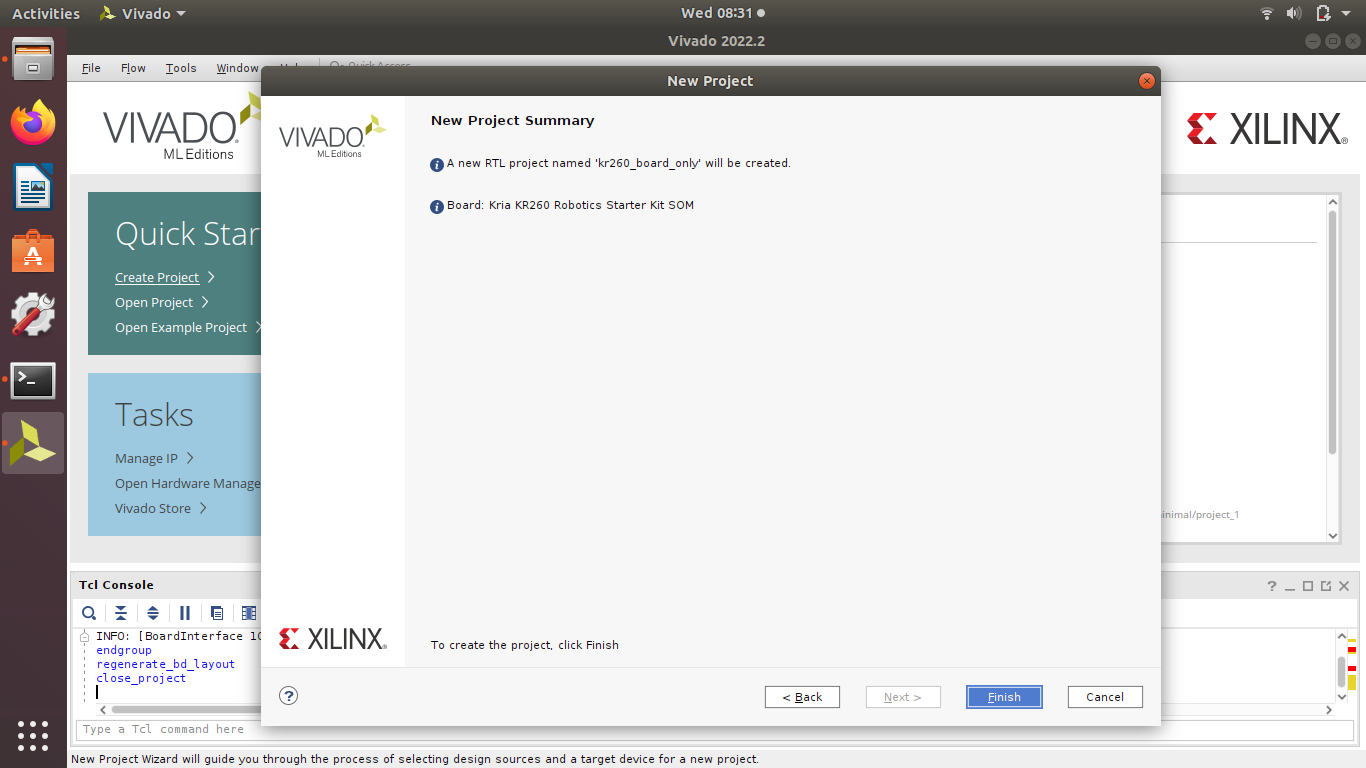 Activities
Vivado
Wed 08:31
Vivado 2022.2
File
Flow
Tools
Window
Quick Access
New Project
VIVADO.
ML Editions
XILINX®
VIVADO.
ML Editions
New Project Summary
A new RTL project named 'kr260_board_only' will be created.
Board: Kria KR260 Robotics Starter Kit SOM
Quick Star
Create Project
Open Project
Open Example Project
Tasks
Manage IP
Open Hardware Manage
Vivado Store
inimal/project_1
Tcl Console
INFO: [BoardInterface 10
endgroup
regenerate_bd_layout
close_project
XILINX®
To create the project, click Finish
?
< Back
Next >
Finish
Cancel
Type a Tcl command here
New Project Wizard will guide you through the process of selecting design sources and a target device for a new project.